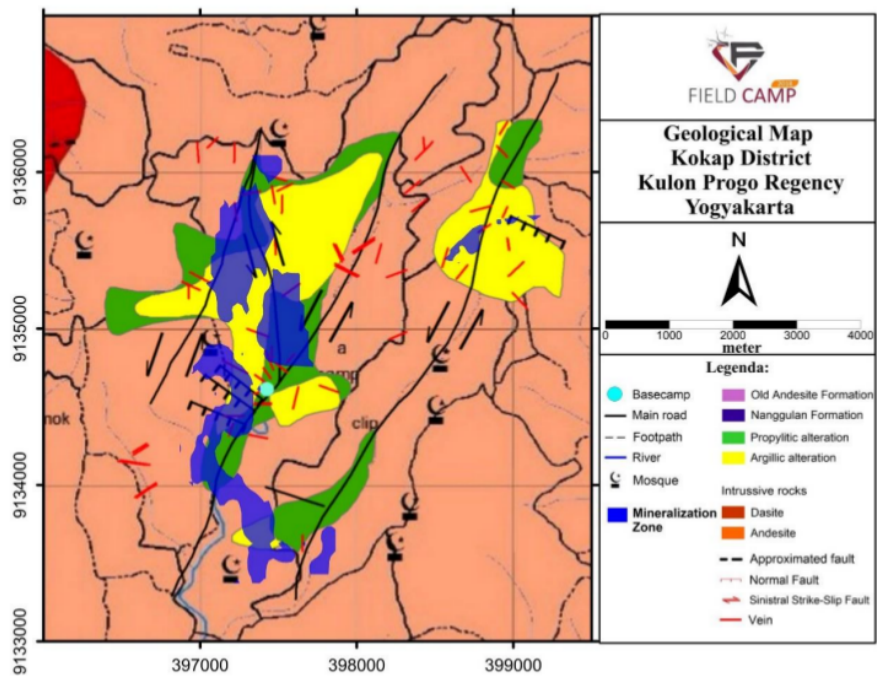 9136000
9135000
9134000
9133000
397000
398000
399000
a
clip
FIELD CAMP
Geological Map
Kokap District
Kulon Progo Regency
Yogyakarta
N
0 1000 2000 3000 4000
meter
Legenda:
Basecamp
Main road
Footpath
River
Mosque
Mineralization
Zone
Old Andesite Formation
Nanggulan Formation
Propylitic alteration
Argillic alteration
Intrussive rocks
Dasite
Andesite
Approximated fault
Normal Fault
Sinistral Strike-Slip Fault
Vein